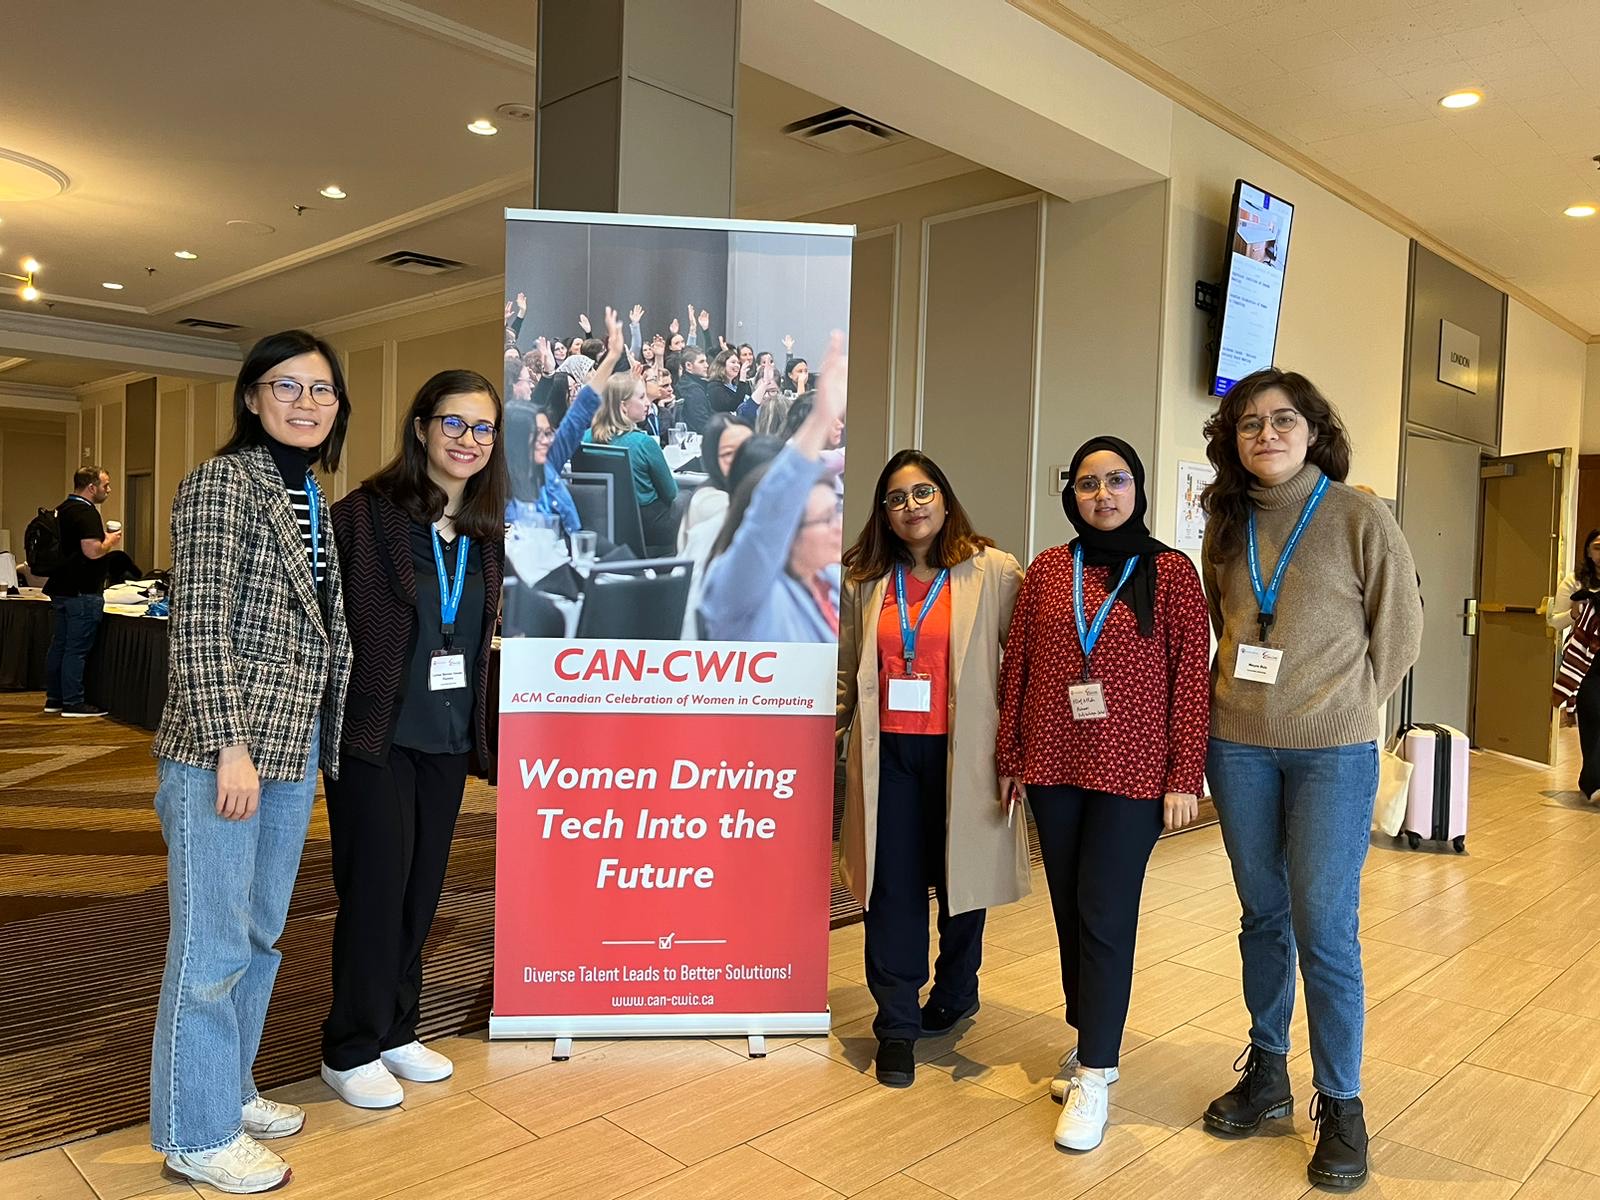 CAN-CWIC
ACM Canadian Celebration of Women in Computing
Women Driving
Tech Into the
Future
Diverse Talent Leads to Better Solutions!
www.can-cwic.ca
LONDON